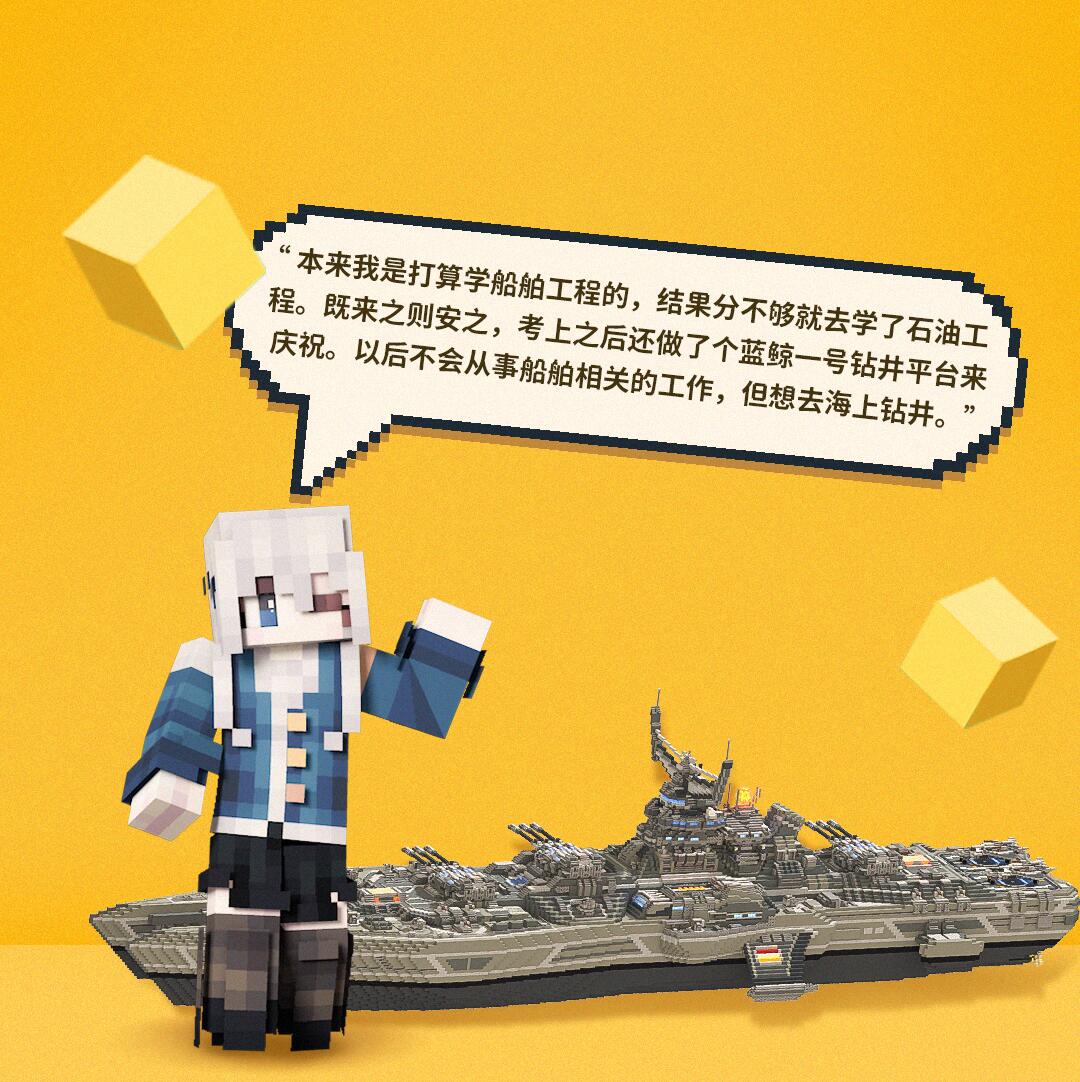 “本来我是打算学船舶工程的，结果分不够就去学了石油工
程。既来之则安之，考上之后还做了个蓝鲸一号钻井平台来
庆祝。以后不会从事船舶相关的工作，但想去海上钻井。”